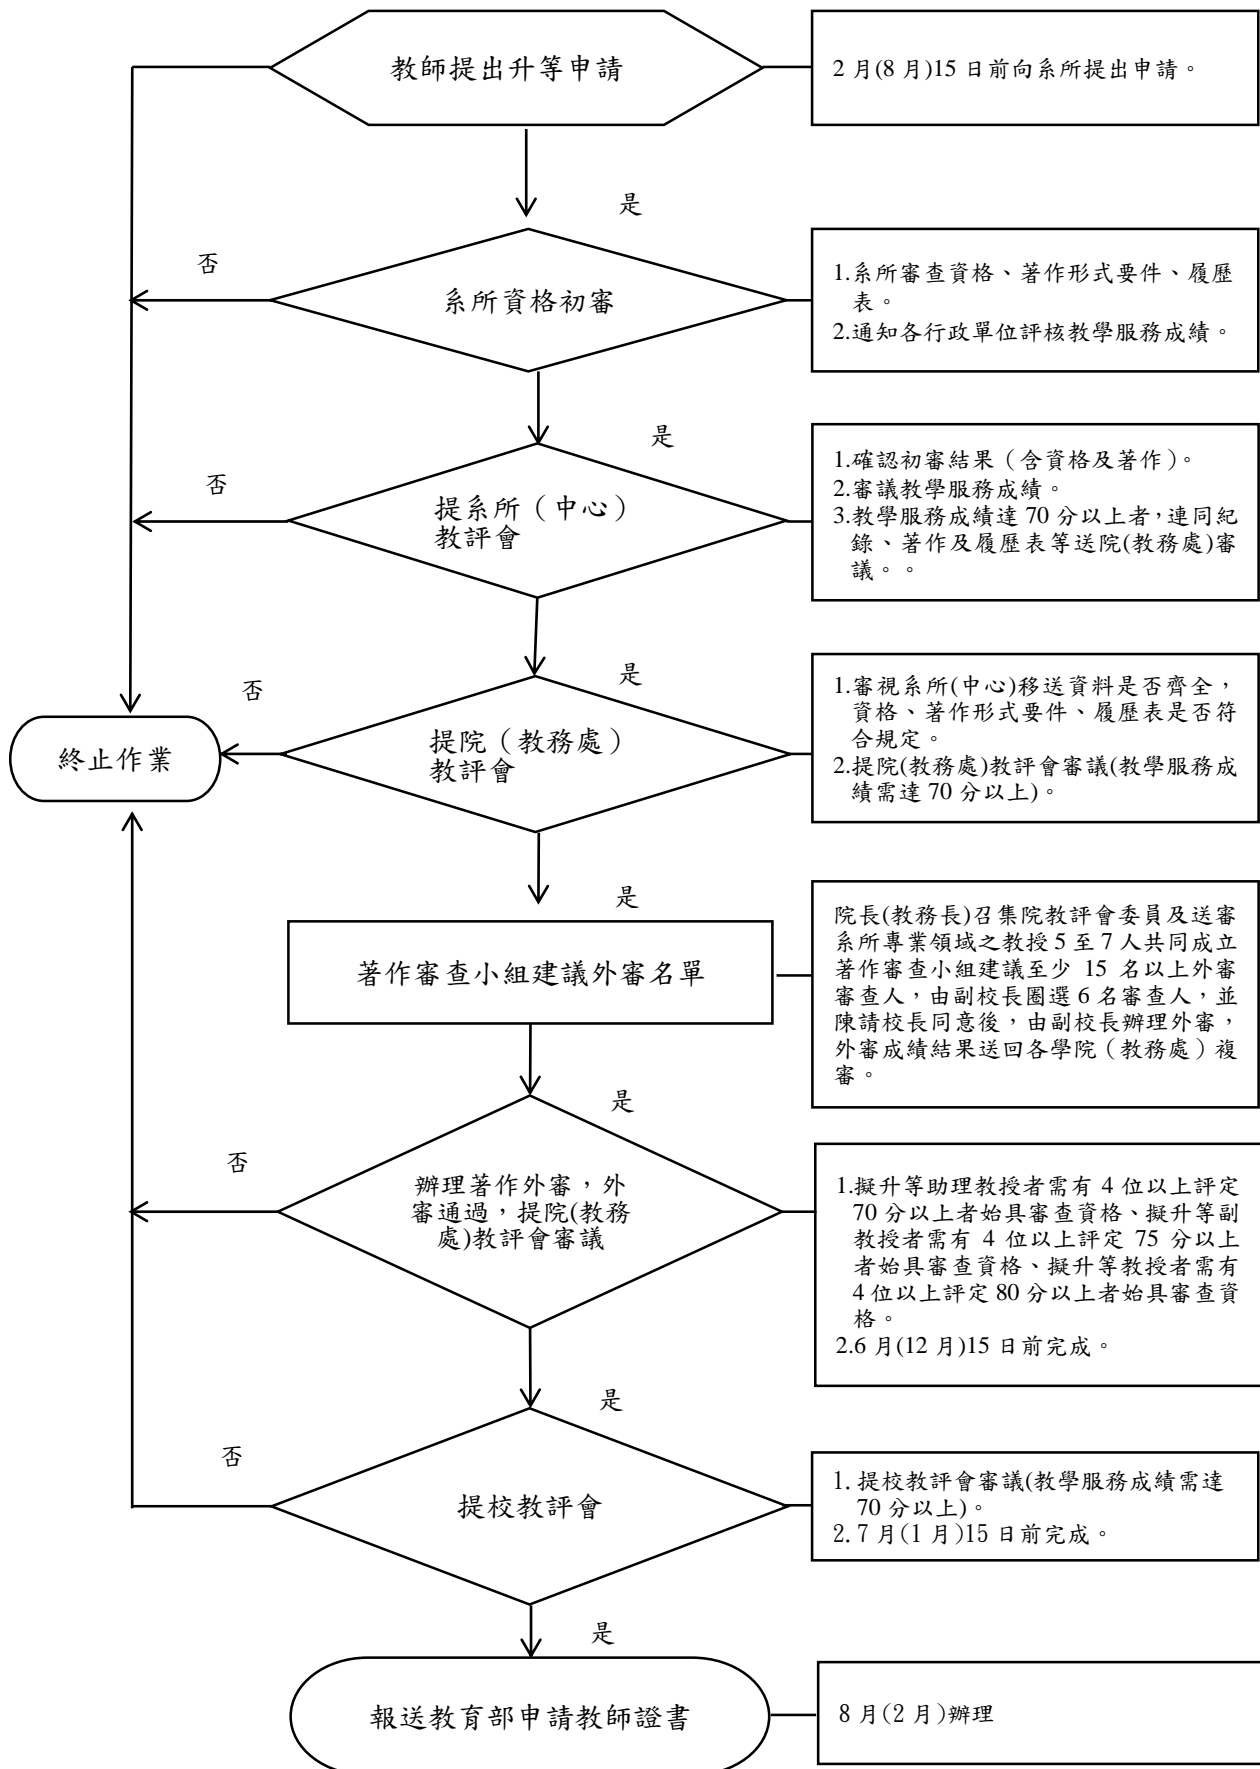 教師提出升等申請
2 月(8 月)15 日前向系所提出申請。
是
否
系所資格初審
1.系所審查資格、著作形式要件、履歷
表。
2.通知各行政單位評核教學服務成績。
是
否
提系所（中心）
教評會
1.確認初審結果（含資格及著作）。
2.審議教學服務成績。
3.教學服務成績達 70 分以上者，連同紀
錄、著作及履歷表等送院(教務處)審
議。。
是
否
終止作業
提院（教務處）
教評會
1.審視系所(中心)移送資料是否齊全，
資格、著作形式要件、履歷表是否符
合規定。
2.提院(教務處)教評會審議(教學服務成
績需達 70 分以上)。
是
著作審查小組建議外審名單
院長(教務長)召集院教評會委員及送審
系所專業領域之教授 5 至 7 人共同成立
著作審查小組建議至少 15 名以上外審
審查人，由副校長圈選 6 名審查人，並
陳請校長同意後，由副校長辦理外審，
外審成績結果送回各學院（教務處）複
審。
是
否
辦理著作外審，外
審通過，提院(教務
處)教評會審議
1.擬升等助理教授者需有 4 位以上評定
70 分以上者始具審查資格、擬升等副
教授者需有 4 位以上評定 75 分以上
者始具審查資格、擬升等教授者需有
4 位以上評定 80 分以上者始具審查資
格。
2.6 月(12 月)15 日前完成。
是
否
提校教評會
1. 提校教評會審議(教學服務成績需達
70 分以上)。
2. 7 月(1 月)15 日前完成。
是
報送教育部申請教師證書
8 月(2 月)辦理